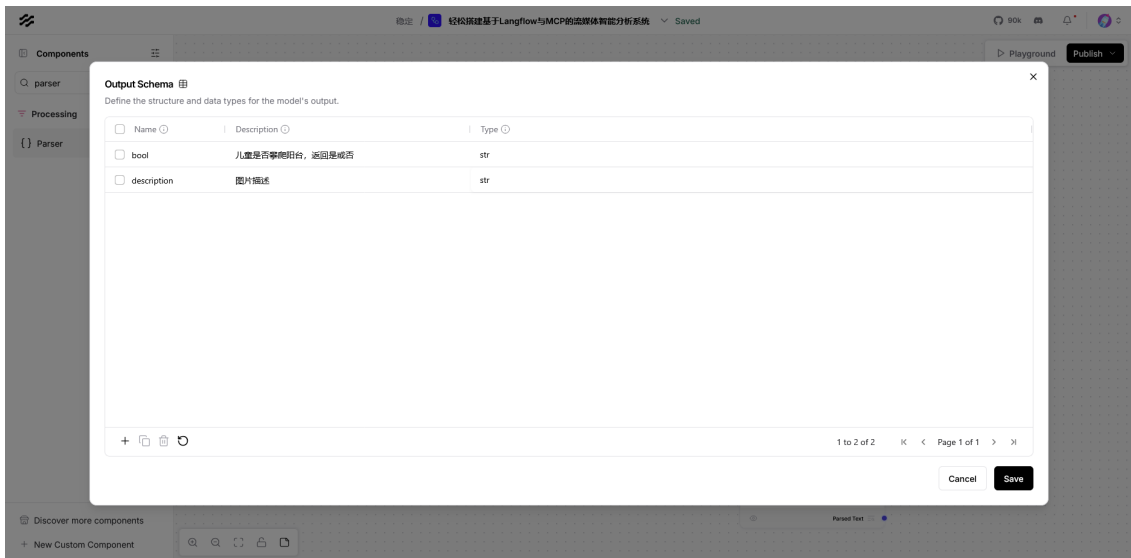 稳定 / 轻松搭建基于Langflow与MCP的流媒体智能分析系统 Saved
90k
Components
Playground
Publish
parser
Processing
Parser
Output Schema
Define the structure and data types for the model's output.
Name
Description
Type
bool
儿童是否攀爬阳台，返回是或否
str
description
图片描述
str
1 to 2 of 2
Page 1 of 1
Cancel
Save
Discover more components
New Custom Component
Parsed Text